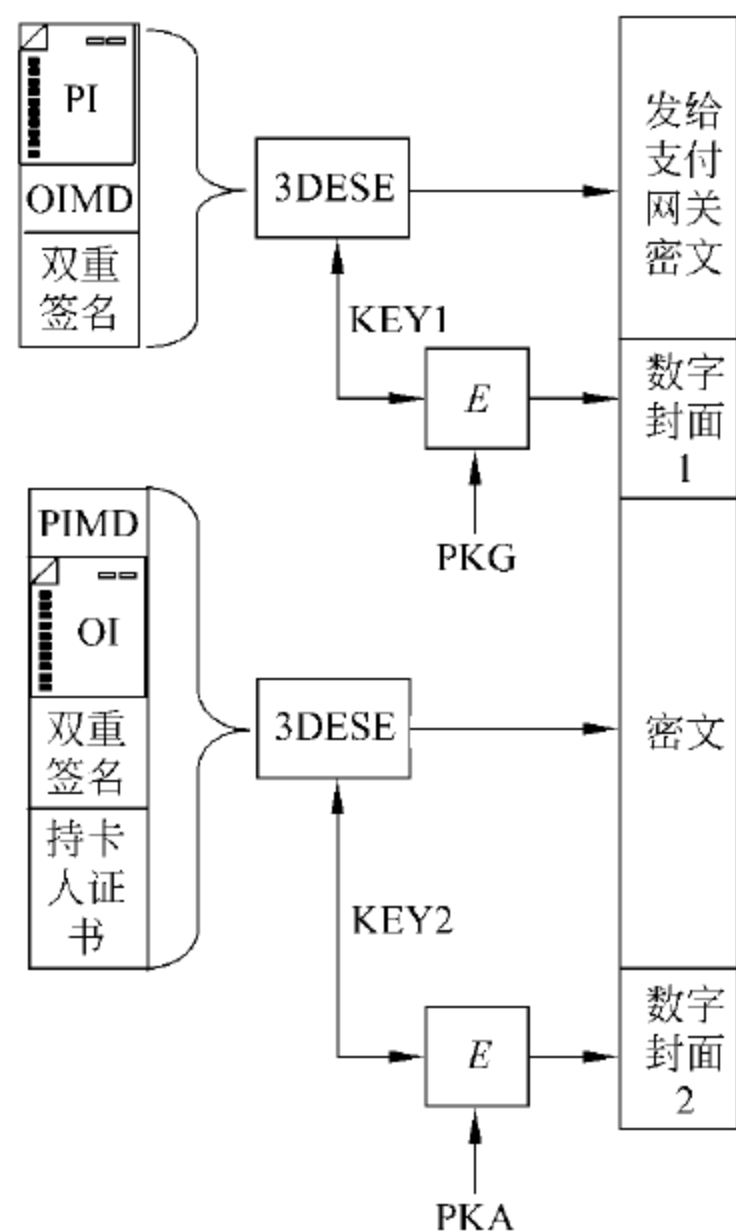 PI
OIMD
双重
签名
3DESE
KEY1
E
PKG
发给
支付
网关
密文
数字
封面
1
PIMD
OI
双重
签名
持卡
人证
书
3DESE
KEY2
E
PKA
密文
数字
封面
2